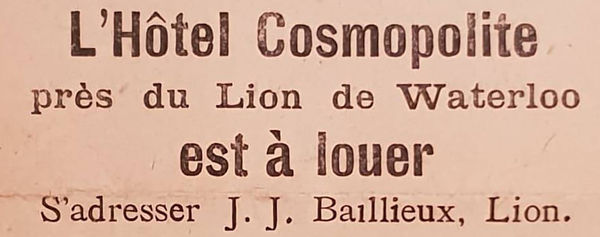 L'Hôtel Cosmopolite
près du Lion de Waterloo
est à louer
S'adresser J. J. Baillieux, Lion.